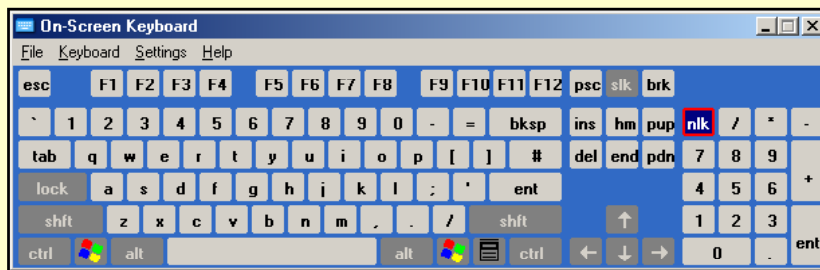 On-Screen Keyboard
File Keyboard Settings Help
esc F1 F2 F3 F4 F5 F6 F7 F8 F9 F10 F11 F12 psc slk brk
` 1 2 3 4 5 6 7 8 9 0 - = bksp ins hm pup nlk / * -
tab q w e r t y u i o p [ ] # del end pdn 7 8 9 +
lock a s d f g h j k l ; ' ent 4 5 6
shft z x c v b n m , . / shft ↑ 1 2 3 ent
ctrl alt alt ctrl ← ↓ → 0 .